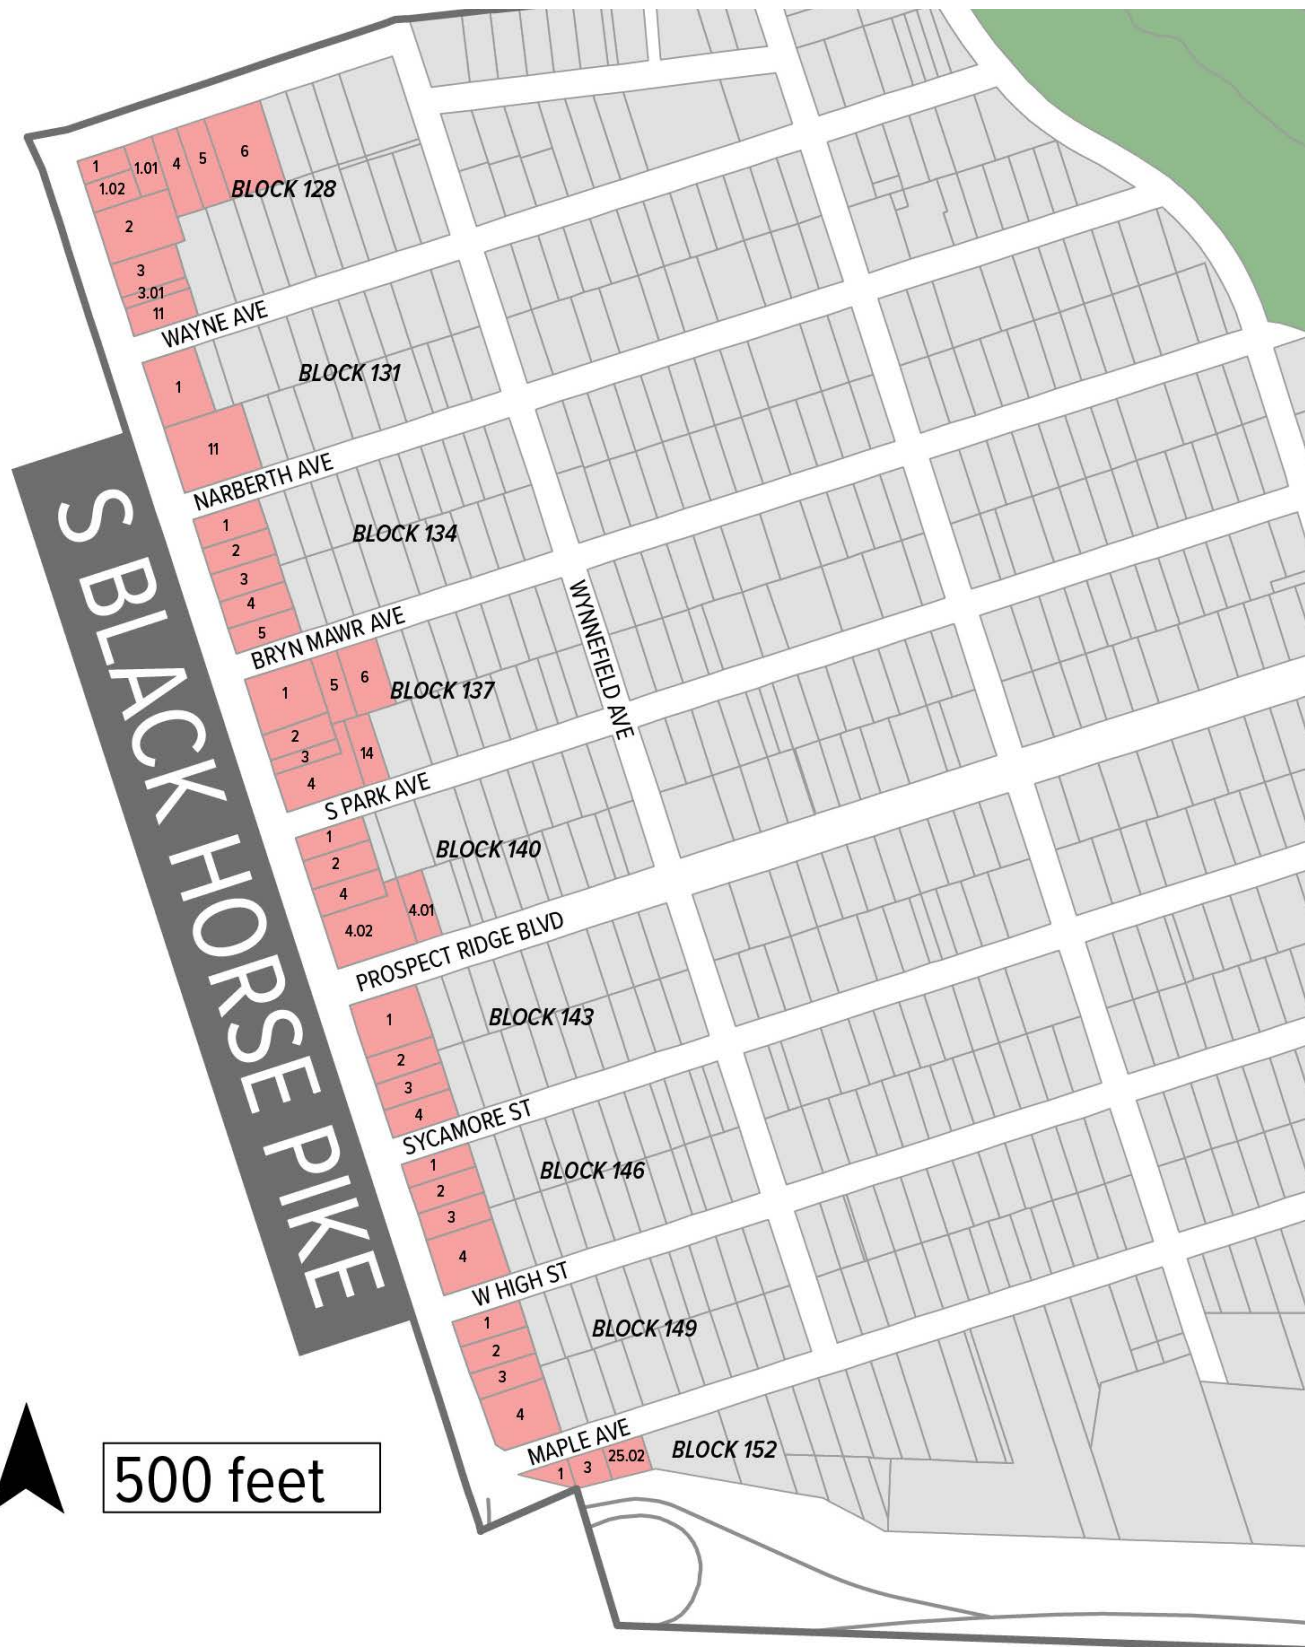 1
1.01
4
5
6
1.02
BLOCK 128
2
3
3.01
11
WAYNE AVE
1
BLOCK 131
11
NARBERTH AVE
1
2
BLOCK 134
3
4
5
BRYN MAWR AVE
1
5
6
BLOCK 137
2
3
14
4
WYNNEFIELD AVE
S PARK AVE
1
2
BLOCK 140
4
4.01
4.02
PROSPECT RIDGE BLVD
1
BLOCK 143
2
3
4
SYCAMORE ST
1
2
BLOCK 146
3
4
W HIGH ST
1
2
BLOCK 149
3
4
MAPLE AVE
1
3
25.02
BLOCK 152
S BLACK HORSE PIKE
500 feet